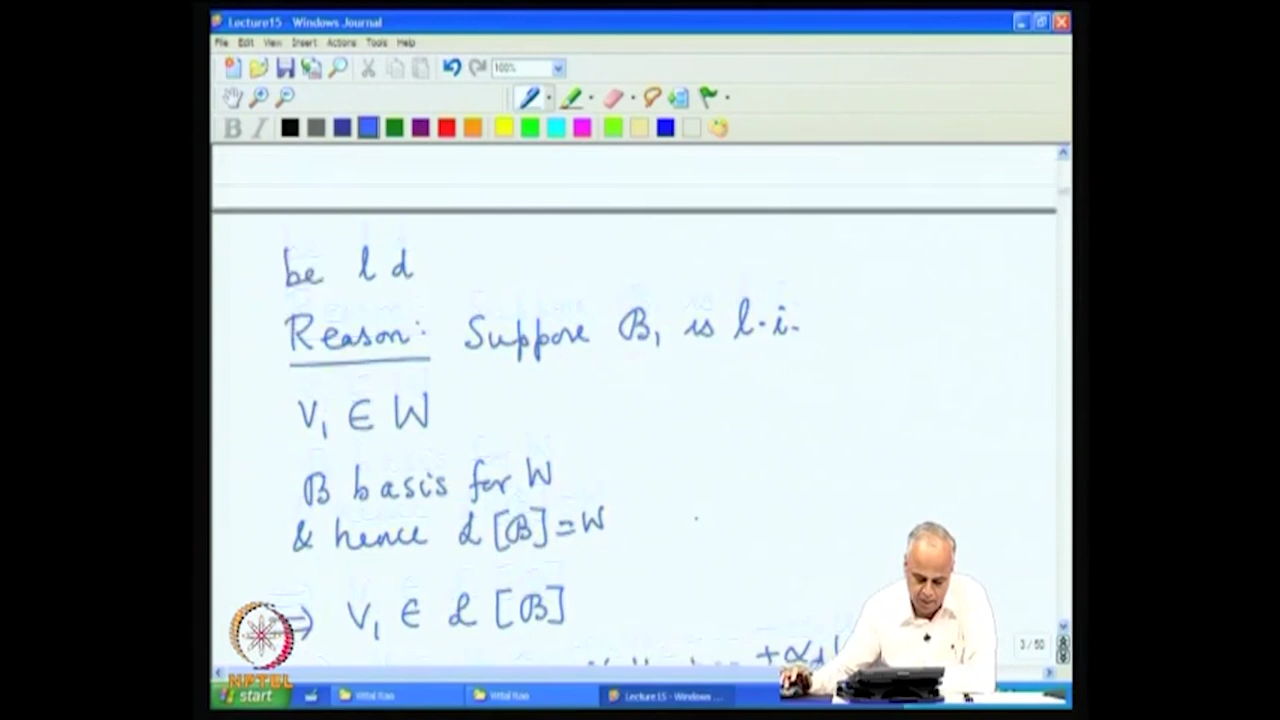 Lecture15 - Windows Journal
File Edit View Insert Actions Tools Help
100%
B I
be l d
Reason: Suppose B₁ is l.i.
V₁ ∈ W
B basis for W
& hence L[B] = W
⇒ V₁ ∈ L[B]
+αd
3 / 50
NPTEL
start Vittal Rao Vittal Rao Lecture15 - Windows ...